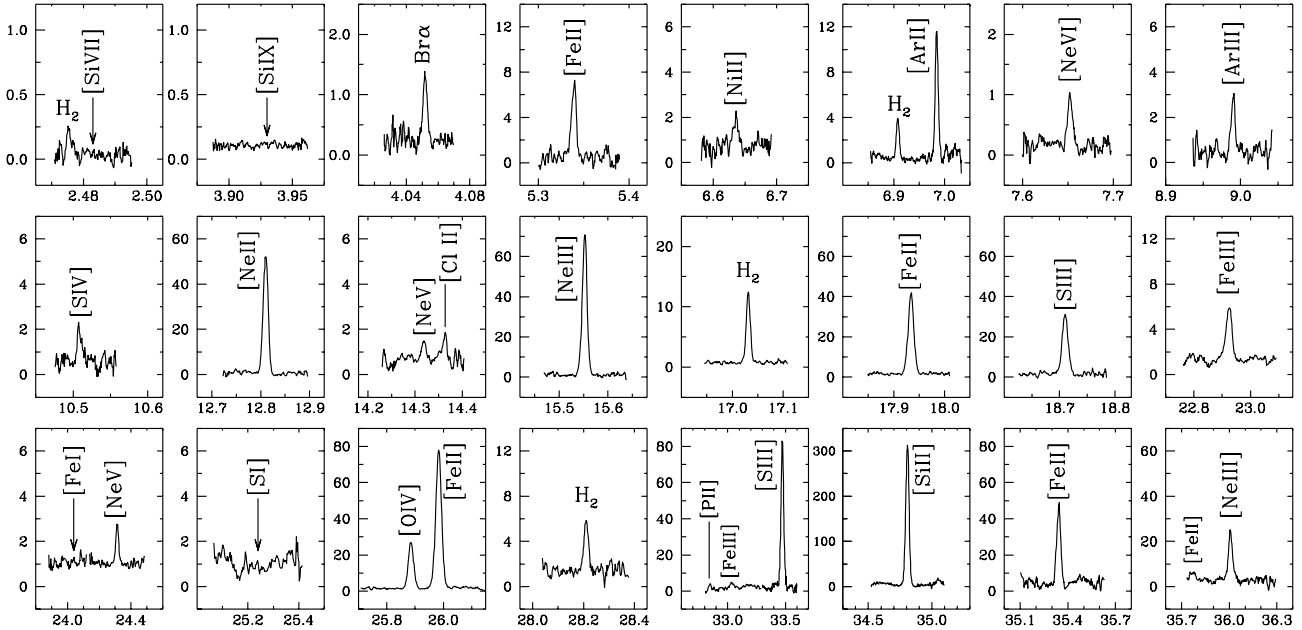 1.0 0.5 0.0
[SiVII] H₂
2.48 2.50
1.0 0.5 0.0
[SiIX]
3.90 3.95
2.0 1.0 0.0
Brα
4.04 4.08
12 8 4 0
[FeII]
5.3 5.4
6 4 2 0
[NiII]
6.6 6.7
12 8 4 0
H₂ [ArII]
6.9 7.0
2 1 0
[NeVI]
7.6 7.7
6 4 2 0
[ArIII]
8.9 9.0
6 4 2 0
[SIV]
10.5 10.6
60 40 20 0
[NeII]
12.7 12.8 12.9
6 4 2 0
[NeV] [Cl II]
14.2 14.3 14.4
60 40 20 0
[NeIII]
15.5 15.6
20 10 0
H₂
17.0 17.1
80 60 40 20 0
[FeII]
17.9 18.0
60 40 20 0
[SIII]
18.7 18.8
12 8 4 0
[FeIII]
22.8 23.0
6 4 2 0
[FeI] [NeV]
24.0 24.4
6 4 2 0
[SI]
25.2 25.4
80 60 40 20 0
[OIV] [FeII]
25.8 26.0
12 8 4 0
H₂
28.0 28.2 28.4
80 60 40 20 0
[PII] [FeIII] [SIII]
33.0 33.5
300 200 100 0
[SiII]
34.5 35.0
80 60 40 20 0
[FeII]
35.1 35.4 35.7
60 40 20 0
[FeII] [NeIII]
35.7 36.0 36.3